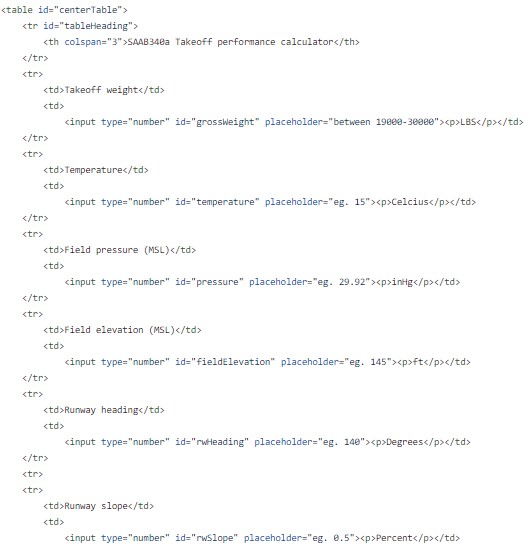 <table id="centerTable">
<tr id="tableHeading">
<th colspan="3">SAAB340a Takeoff performance calculator</th>
</tr>
<tr>
<td>Takeoff weight</td>
<td>
<input type="number" id="grossWeight" placeholder="between 19000-30000"><p>LBS</p></td>
</tr>
<tr>
<td>Temperature</td>
<td>
<input type="number" id="temperature" placeholder="eg. 15"><p>Celcius</p></td>
</tr>
<tr>
<td>Field pressure (MSL)</td>
<td>
<input type="number" id="pressure" placeholder="eg. 29.92"><p>inHg</p></td>
</tr>
<tr>
<td>Field elevation (MSL)</td>
<td>
<input type="number" id="fieldElevation" placeholder="eg. 145"><p>ft</p></td>
</tr>
<tr>
<td>Runway heading</td>
<td>
<input type="number" id="rwHeading" placeholder="eg. 140"><p>Degrees</p></td>
</tr>
<tr>
<tr>
<td>Runway slope</td>
<td>
<input type="number" id="rwSlope" placeholder="eg. 0.5"><p>Percent</p></td>